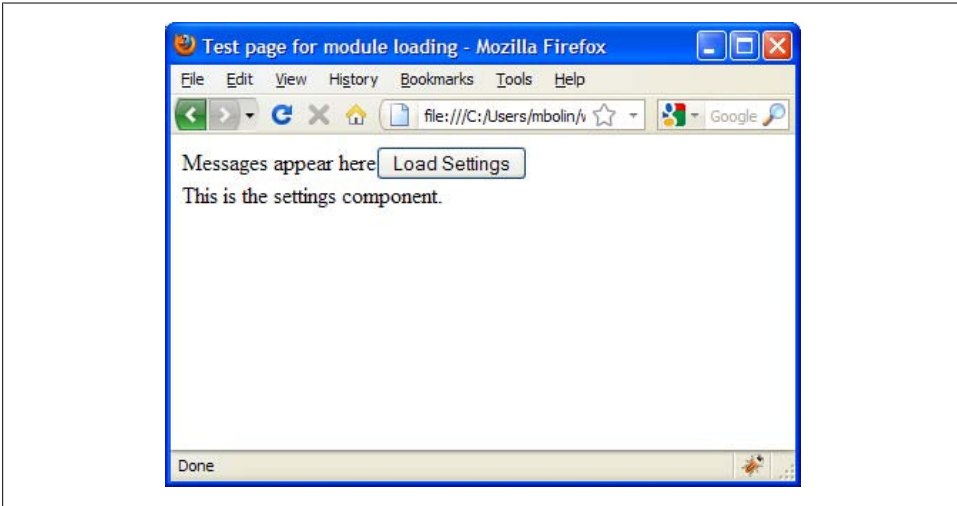 Test page for module loading - Mozilla Firefox
File Edit View History Bookmarks Tools Help
file:///C:/Users/mbolin/ Google
Messages appear here Load Settings
This is the settings component.
Done